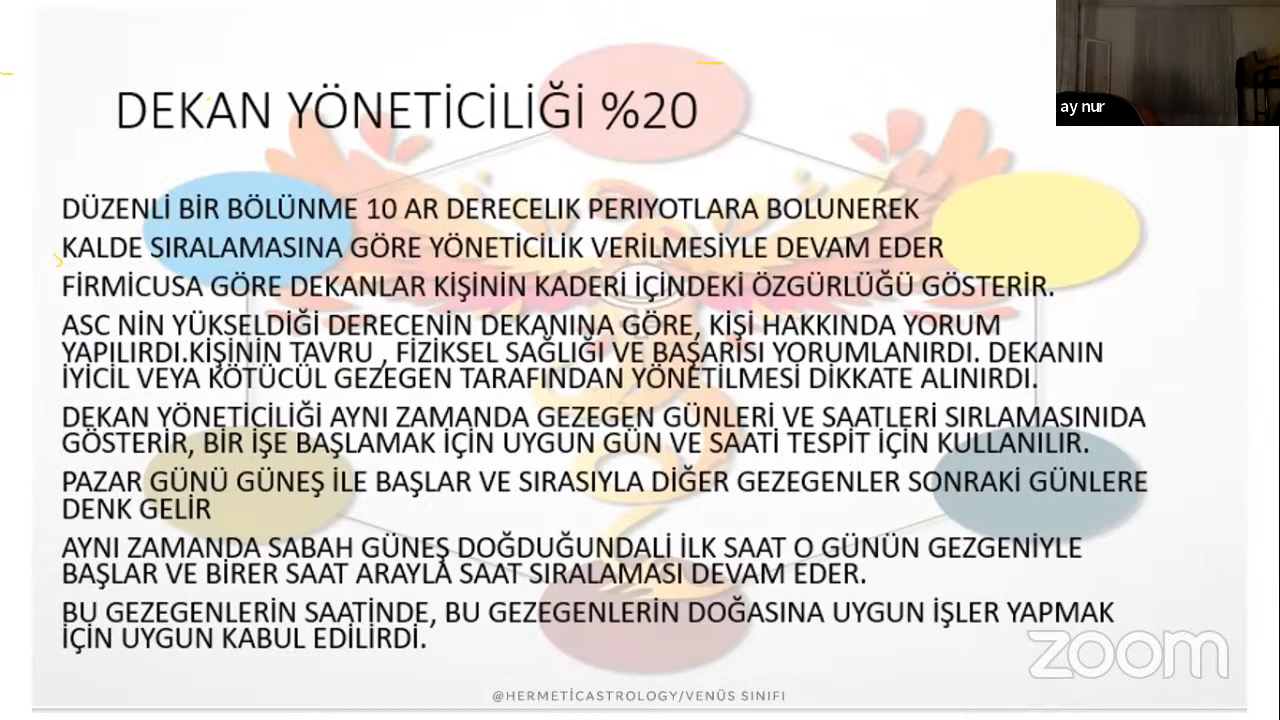 DEKAN YÖNETİCİLİĞİ %20
ay nur
DÜZENLİ BİR BÖLÜNME 10 AR DERECELIK PERIYOTLARA BOLUNEREK
KALDE SIRALAMASINA GÖRE YÖNETİCİLİK VERİLMESİYLE DEVAM EDER
FİRMİCUSA GÖRE DEKANLAR KİŞİNİN KADERİ İÇİNDEKİ ÖZGÜRLÜĞÜ GÖSTERİR.
ASC NİN YÜKSELDİĞİ DERECENİN DEKANINA GÖRE, KİŞİ HAKKINDA YORUM
YAPILIRDI.KİŞİNİN TAVRU , FİZİKSEL SAĞLIĞI VE BAŞARISI YORUMLANIRDI. DEKANIN
İYİCİL VEYA KÖTÜCÜL GEZEGEN TARAFINDAN YÖNETİLMESİ DİKKATE ALINIRDI.
DEKAN YÖNETİCİLİĞİ AYNI ZAMANDA GEZEGEN GÜNLERİ VE SAATLERİ SIRLAMASINIDA
GÖSTERİR, BİR İŞE BAŞLAMAK İÇİN UYGUN GÜN VE SAATİ TESPİT İÇİN KULLANILIR.
PAZAR GÜNÜ GÜNEŞ İLE BAŞLAR VE SIRASIYLA DİĞER GEZEGENLER SONRAKİ GÜNLERE
DENK GELİR
AYNI ZAMANDA SABAH GÜNEŞ DOĞDUĞUNDALİ İLK SAAT O GÜNÜN GEZGENİYLE
BAŞLAR VE BİRER SAAT ARAYLA SAAT SIRALAMASI DEVAM EDER.
BU GEZEGENLERİN SAATİNDE, BU GEZEGENLERİN DOĞASINA UYGUN İŞLER YAPMAK
İÇİN UYGUN KABUL EDİLİRDİ.
zoom
@HERMETİCASTROLOGY/VENÜS SINIFI